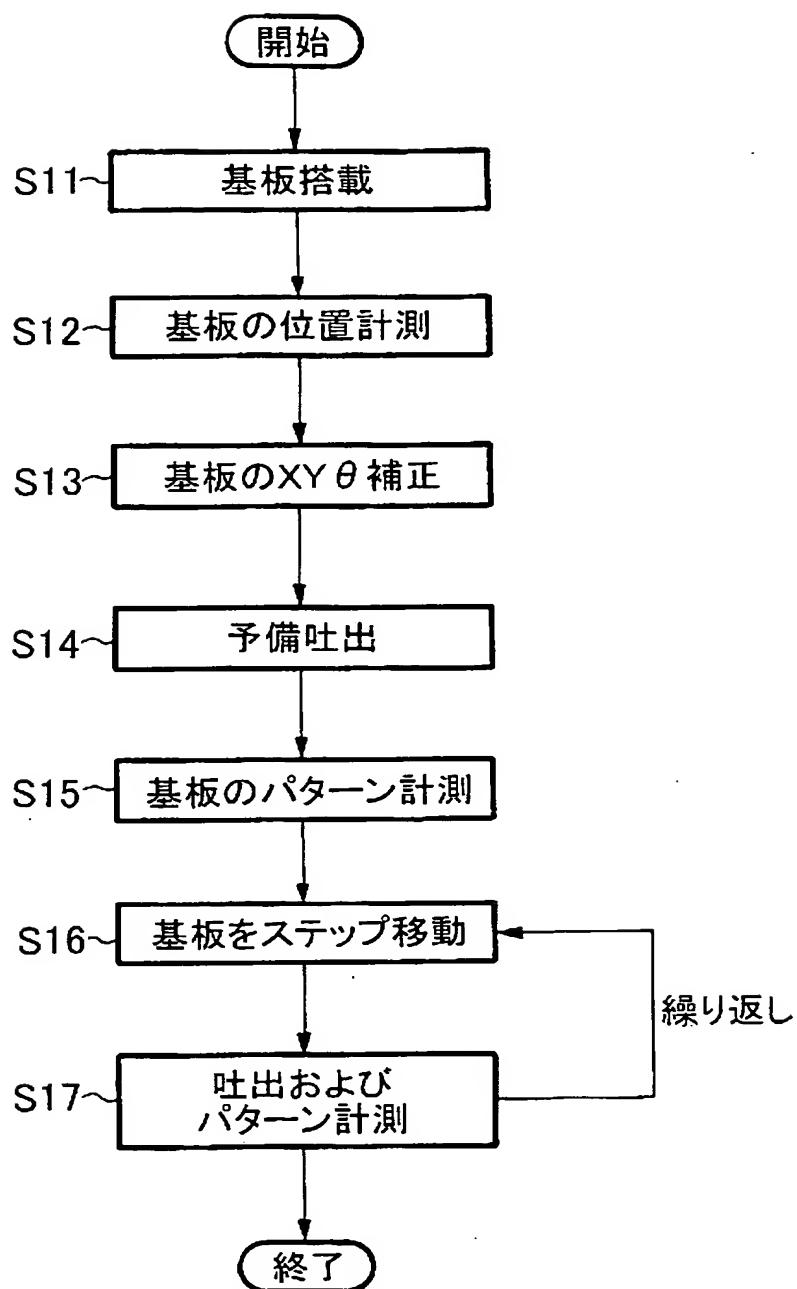 開始
S11 基板搭載
S12 基板の位置計測
S13 基板のXYθ補正
S14 予備吐出
S15 基板のパターン計測
S16 基板をステップ移動
繰り返し
S17 吐出および
パターン計測
終了